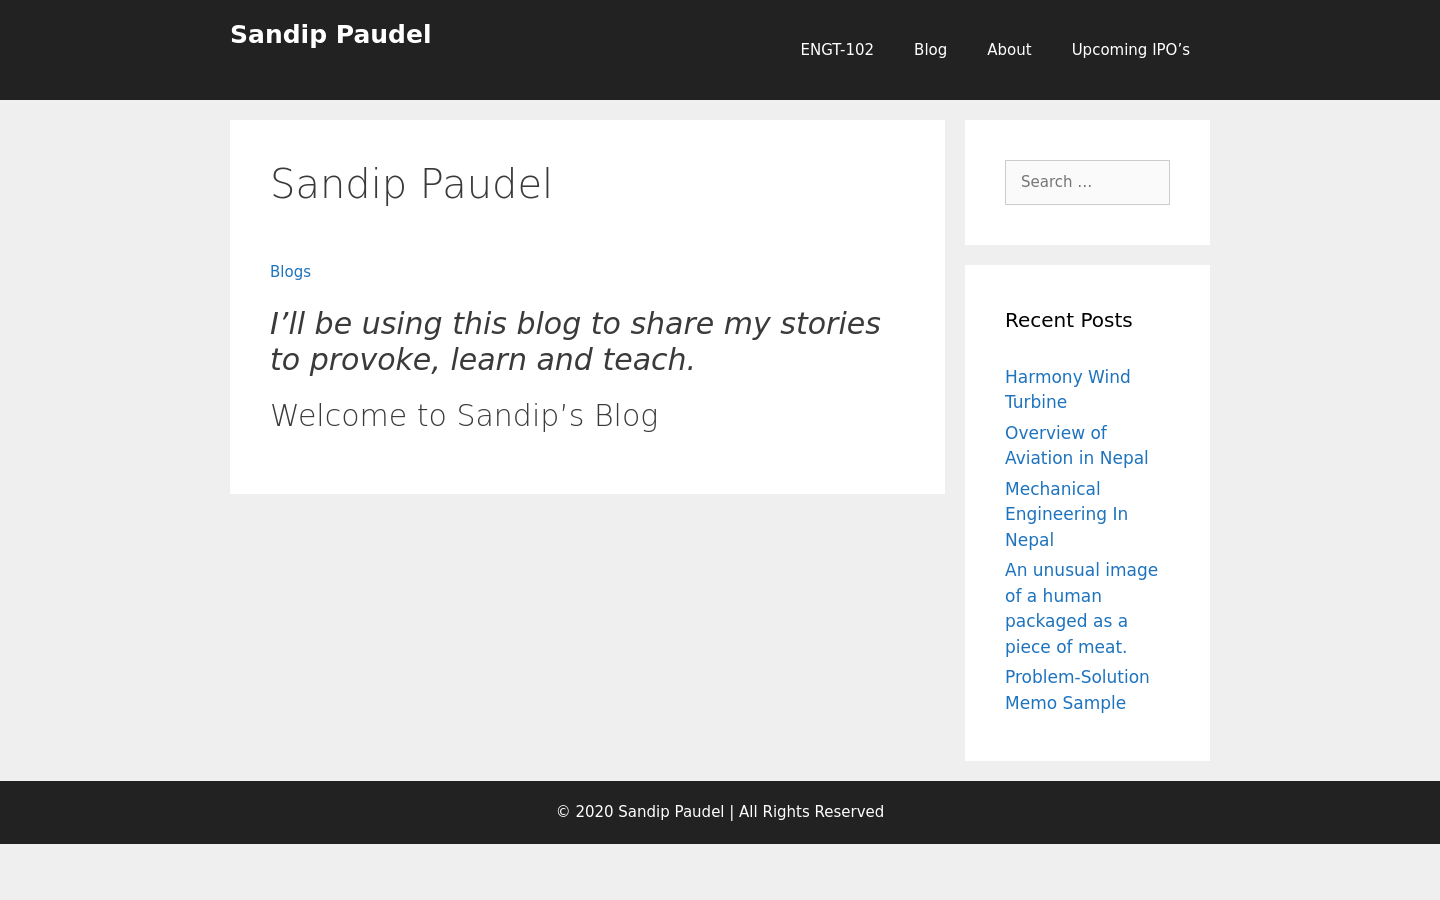 Sandip Paudel
ENGT-102
Blog
About
Upcoming IPO’s
Sandip Paudel
Blogs
I’ll be using this blog to share my stories
to provoke, learn and teach.
Welcome to Sandip’s Blog
Search …
Recent Posts
Harmony Wind
Turbine
Overview of
Aviation in Nepal
Mechanical
Engineering In
Nepal
An unusual image
of a human
packaged as a
piece of meat.
Problem-Solution
Memo Sample
© 2020 Sandip Paudel | All Rights Reserved